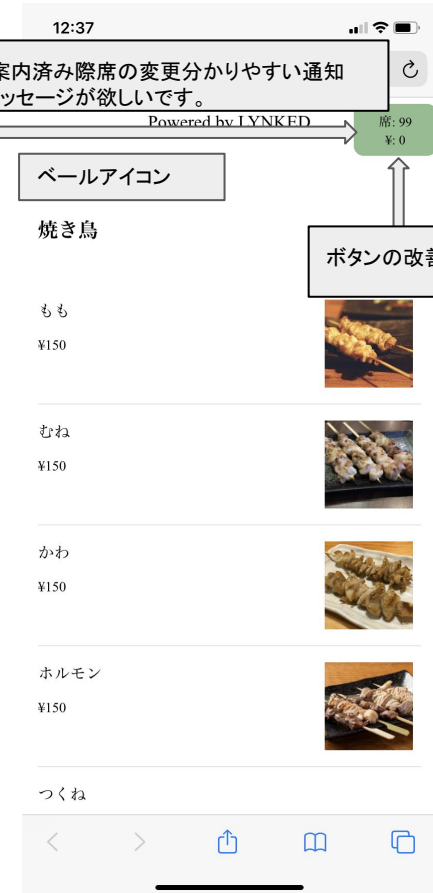 12:37
案内済み際席の変更分かりやすい通知
ッセージが欲しいです。
Powered by LYNKED
席: 99
¥: 0
ベールアイコン
焼き鳥
ボタンの改善
もも
¥150
むね
¥150
かわ
¥150
ホルモン
¥150
つくね